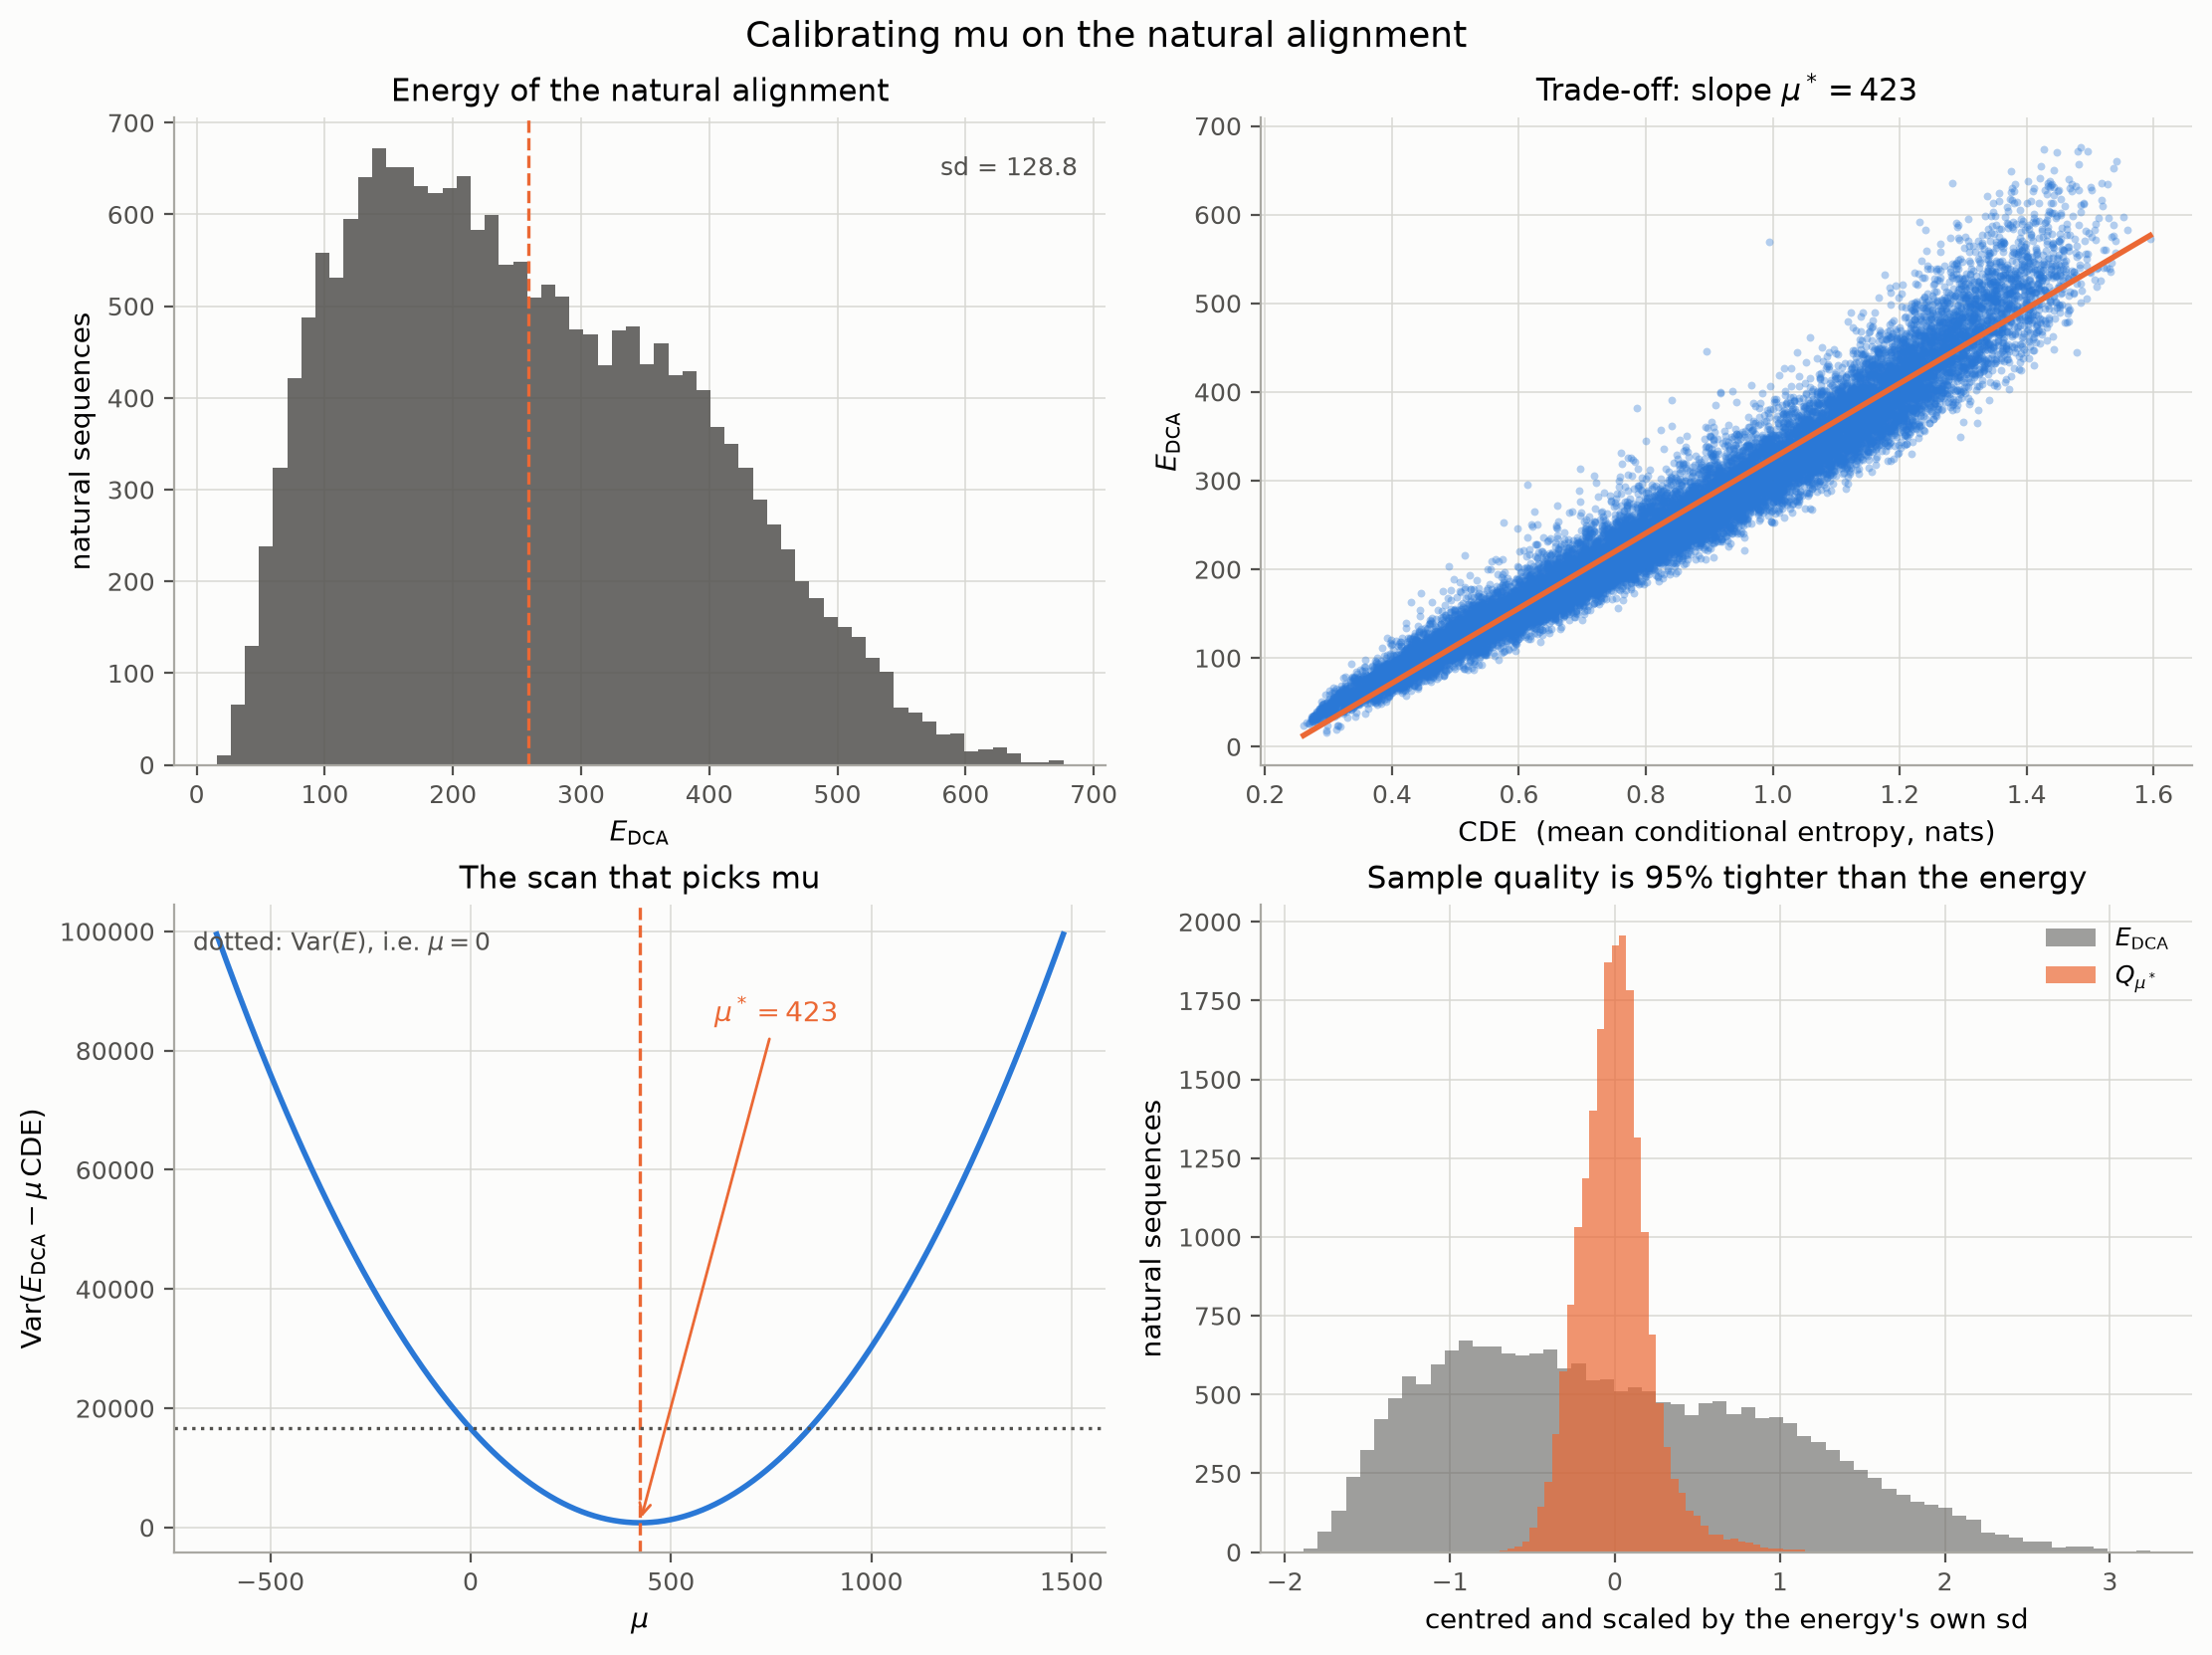 Calibrating mu on the natural alignment
Energy of the natural alignment
sd = 128.8
natural sequences
700
600
500
400
300
200
100
0
0 100 200 300 400 500 600 700
E_DCA
Trade-off: slope μ* = 423
E_DCA
700
600
500
400
300
200
100
0
0.2 0.4 0.6 0.8 1.0 1.2 1.4 1.6
CDE (mean conditional entropy, nats)
The scan that picks mu
dotted: Var(E), i.e. μ = 0
μ* = 423
Var(E_DCA − μ CDE)
100000
80000
60000
40000
20000
0
−500 0 500 1000 1500
μ
Sample quality is 95% tighter than the energy
E_DCA
Q_μ*
natural sequences
2000
1750
1500
1250
1000
750
500
250
0
−2 −1 0 1 2 3
centred and scaled by the energy's own sd